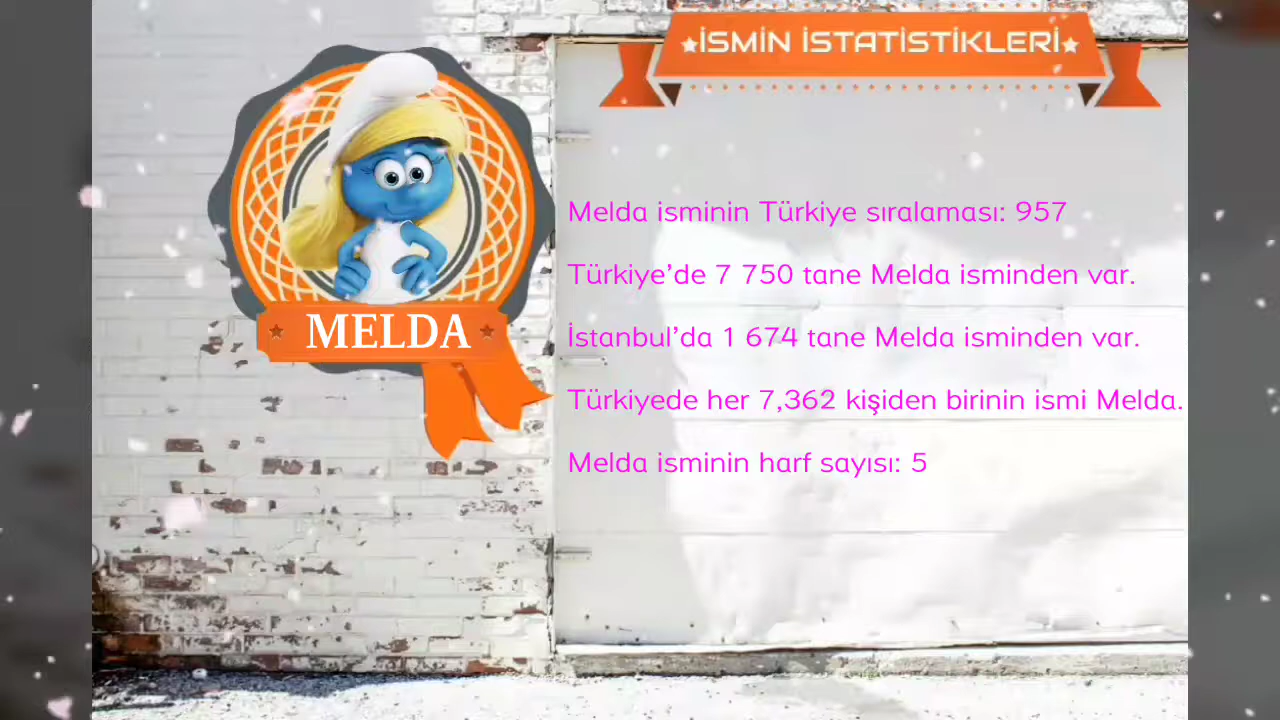 ★İSMİN İSTATİSTİKLERİ★
MELDA
Melda isminin Türkiye sıralaması: 957
Türkiye’de 7 750 tane Melda isminden var.
İstanbul’da 1 674 tane Melda isminden var.
Türkiyede her 7,362 kişiden birinin ismi Melda.
Melda isminin harf sayısı: 5